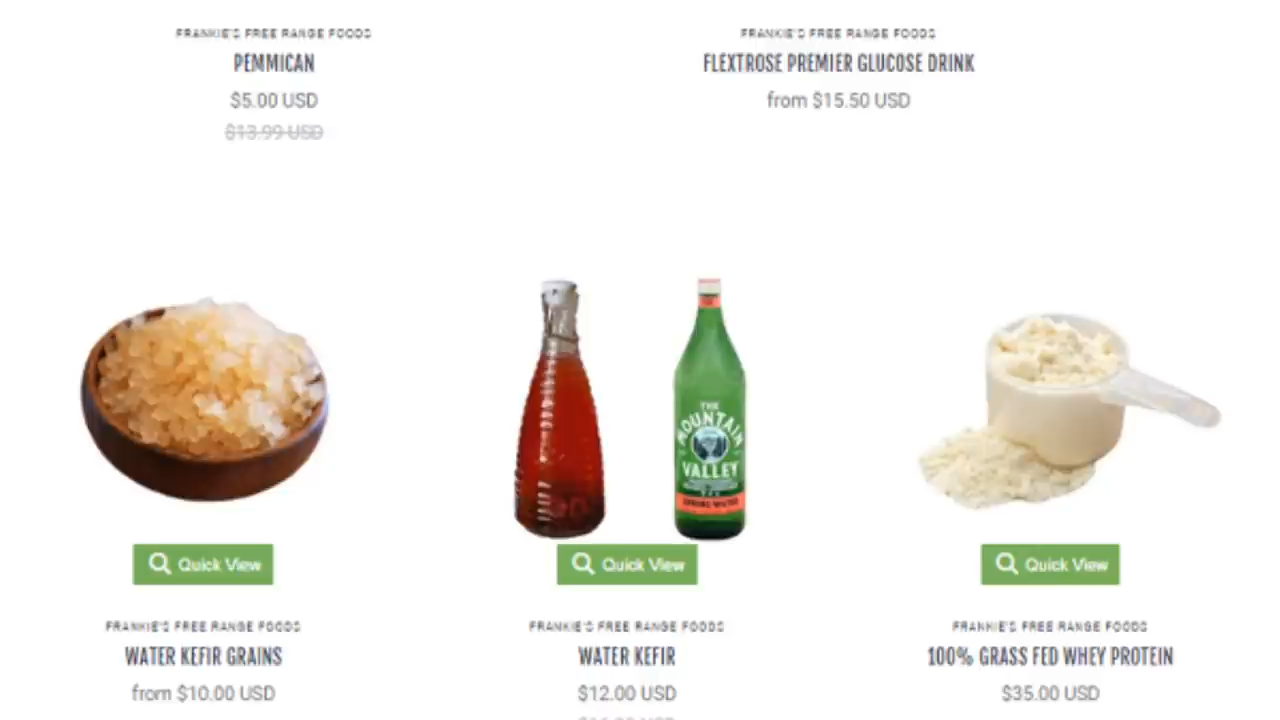 FRANKIE'S FREE RANGE FOODS
PEMMICAN
$5.00 USD
$13.99 USD
FRANKIE'S FREE RANGE FOODS
FLEXTROSE PREMIER GLUCOSE DRINK
from $15.50 USD
THE
MOUNTAIN
VALLEY
SPRING WATER
Quick View
Quick View
Quick View
FRANKIE'S FREE RANGE FOODS
WATER KEFIR GRAINS
from $10.00 USD
FRANKIE'S FREE RANGE FOODS
WATER KEFIR
$12.00 USD
FRANKIE'S FREE RANGE FOODS
100% GRASS FED WHEY PROTEIN
$35.00 USD